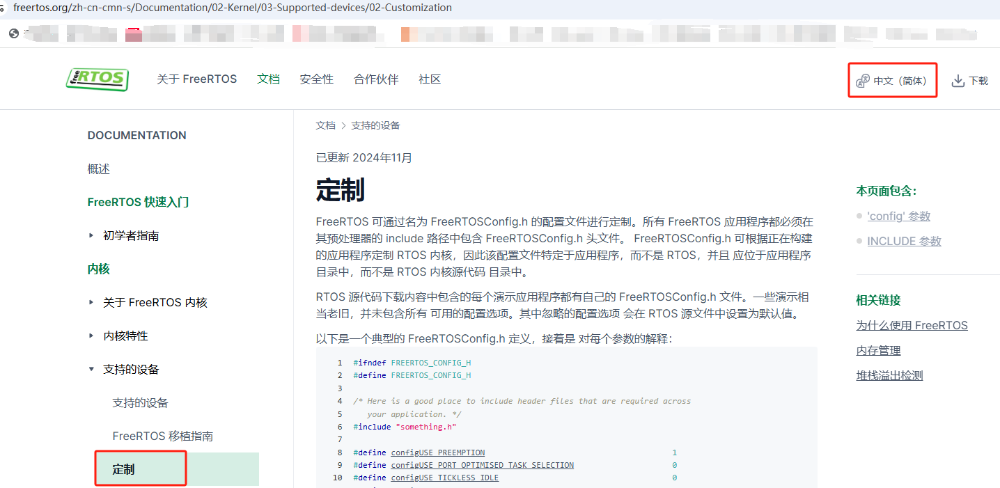 freertos.org/zh-cn-cmn-s/Documentation/02-Kernel/03-Supported-devices/02-Customization
free RTOS
关于 FreeRTOS 文档 安全性 合作伙伴 社区
中文（简体） 下载
DOCUMENTATION
概述
FreeRTOS 快速入门
初学者指南
内核
关于 FreeRTOS 内核
内核特性
支持的设备
支持的设备
FreeRTOS 移植指南
定制
文档 > 支持的设备
已更新 2024年11月
定制
FreeRTOS 可通过名为 FreeRTOSConfig.h 的配置文件进行定制。所有 FreeRTOS 应用程序都必须在
其预处理器的 include 路径中包含 FreeRTOSConfig.h 头文件。 FreeRTOSConfig.h 可根据正在构建
的应用程序定制 RTOS 内核，因此该配置文件特定于应用程序，而不是 RTOS，并且 应位于应用程序
目录中，而不是 RTOS 内核源代码 目录中。
RTOS 源代码下载内容中包含的每个演示应用程序都有自己的 FreeRTOSConfig.h 文件。一些演示相
当老旧，并未包含所有 可用的配置选项。其中忽略的配置选项 会在 RTOS 源文件中设置为默认值。
以下是一个典型的 FreeRTOSConfig.h 定义，接着是 对每个参数的解释：
1 #ifndef FREERTOS_CONFIG_H
2 #define FREERTOS_CONFIG_H
3
4 /* Here is a good place to include header files that are required across
5 your application. */
6 #include "something.h"
7
8 #define configUSE_PREEMPTION 1
9 #define configUSE_PORT_OPTIMISED_TASK_SELECTION 0
10 #define configUSE_TICKLESS_IDLE 0
本页面包含：
'config' 参数
INCLUDE 参数
相关链接
为什么使用 FreeRTOS
内存管理
堆栈溢出检测